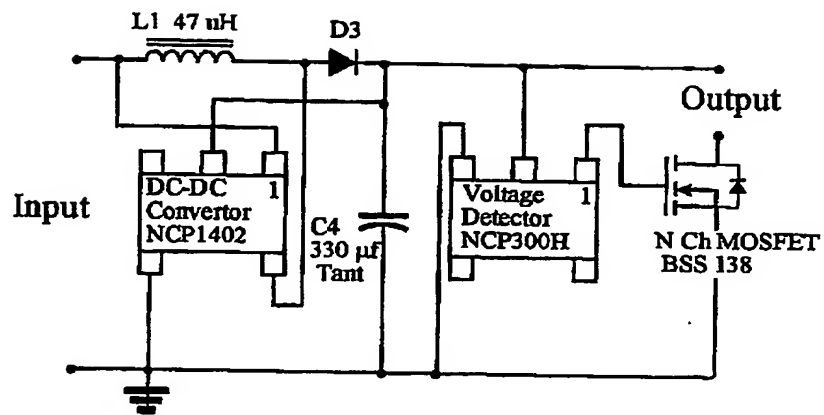 L1 47 uH
D3
Output
Input
DC-DC 1
Convertor
NCP1402
C4
330 µf
Tant
Voltage 1
Detector
NCP300H
N Ch MOSFET
BSS 138